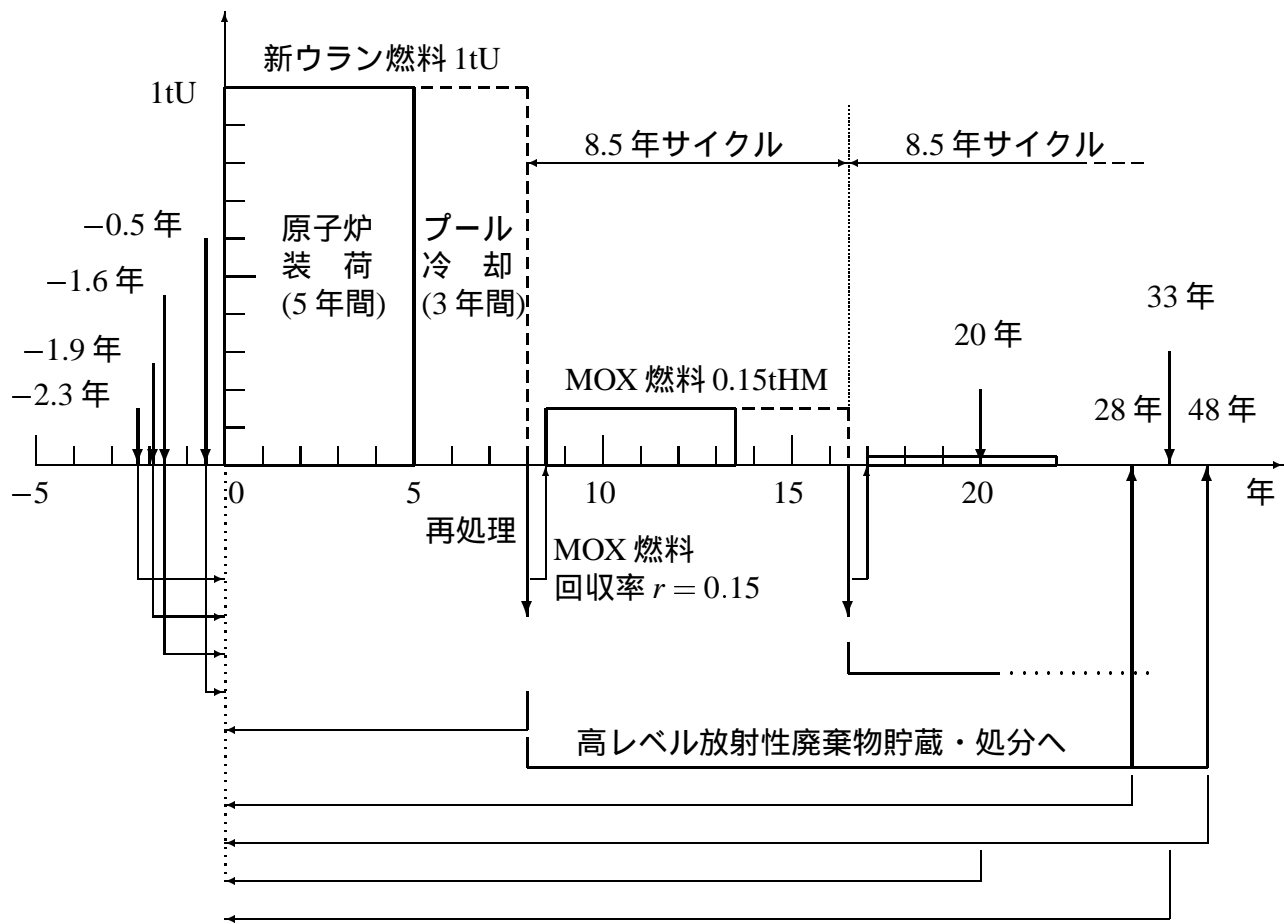 新ウラン燃料 1tU
1tU
8.5 年サイクル
8.5 年サイクル
−0.5 年
原子炉
装 荷
(5 年間)
プール
冷 却
(3 年間)
−1.6 年
33 年
−1.9 年
20 年
−2.3 年
MOX 燃料 0.15tHM
28 年
48 年
−5
0
5
10
15
20
年
再処理
MOX 燃料
回収率 r = 0.15
高レベル放射性廃棄物貯蔵・処分へ